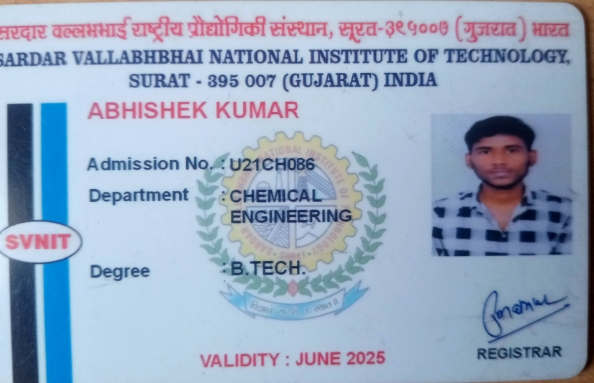 सरदार वल्लभभाई राष्ट्रीय प्रौद्योगिकी संस्थान, सूरत-३९५००७ (गुजरात) भारत
SARDAR VALLABHBHAI NATIONAL INSTITUTE OF TECHNOLOGY,
SURAT - 395 007 (GUJARAT) INDIA
ABHISHEK KUMAR
Admission No. : U21CH086
Department : CHEMICAL
ENGINEERING
SVNIT
Degree : B.TECH.
VALIDITY : JUNE 2025
REGISTRAR